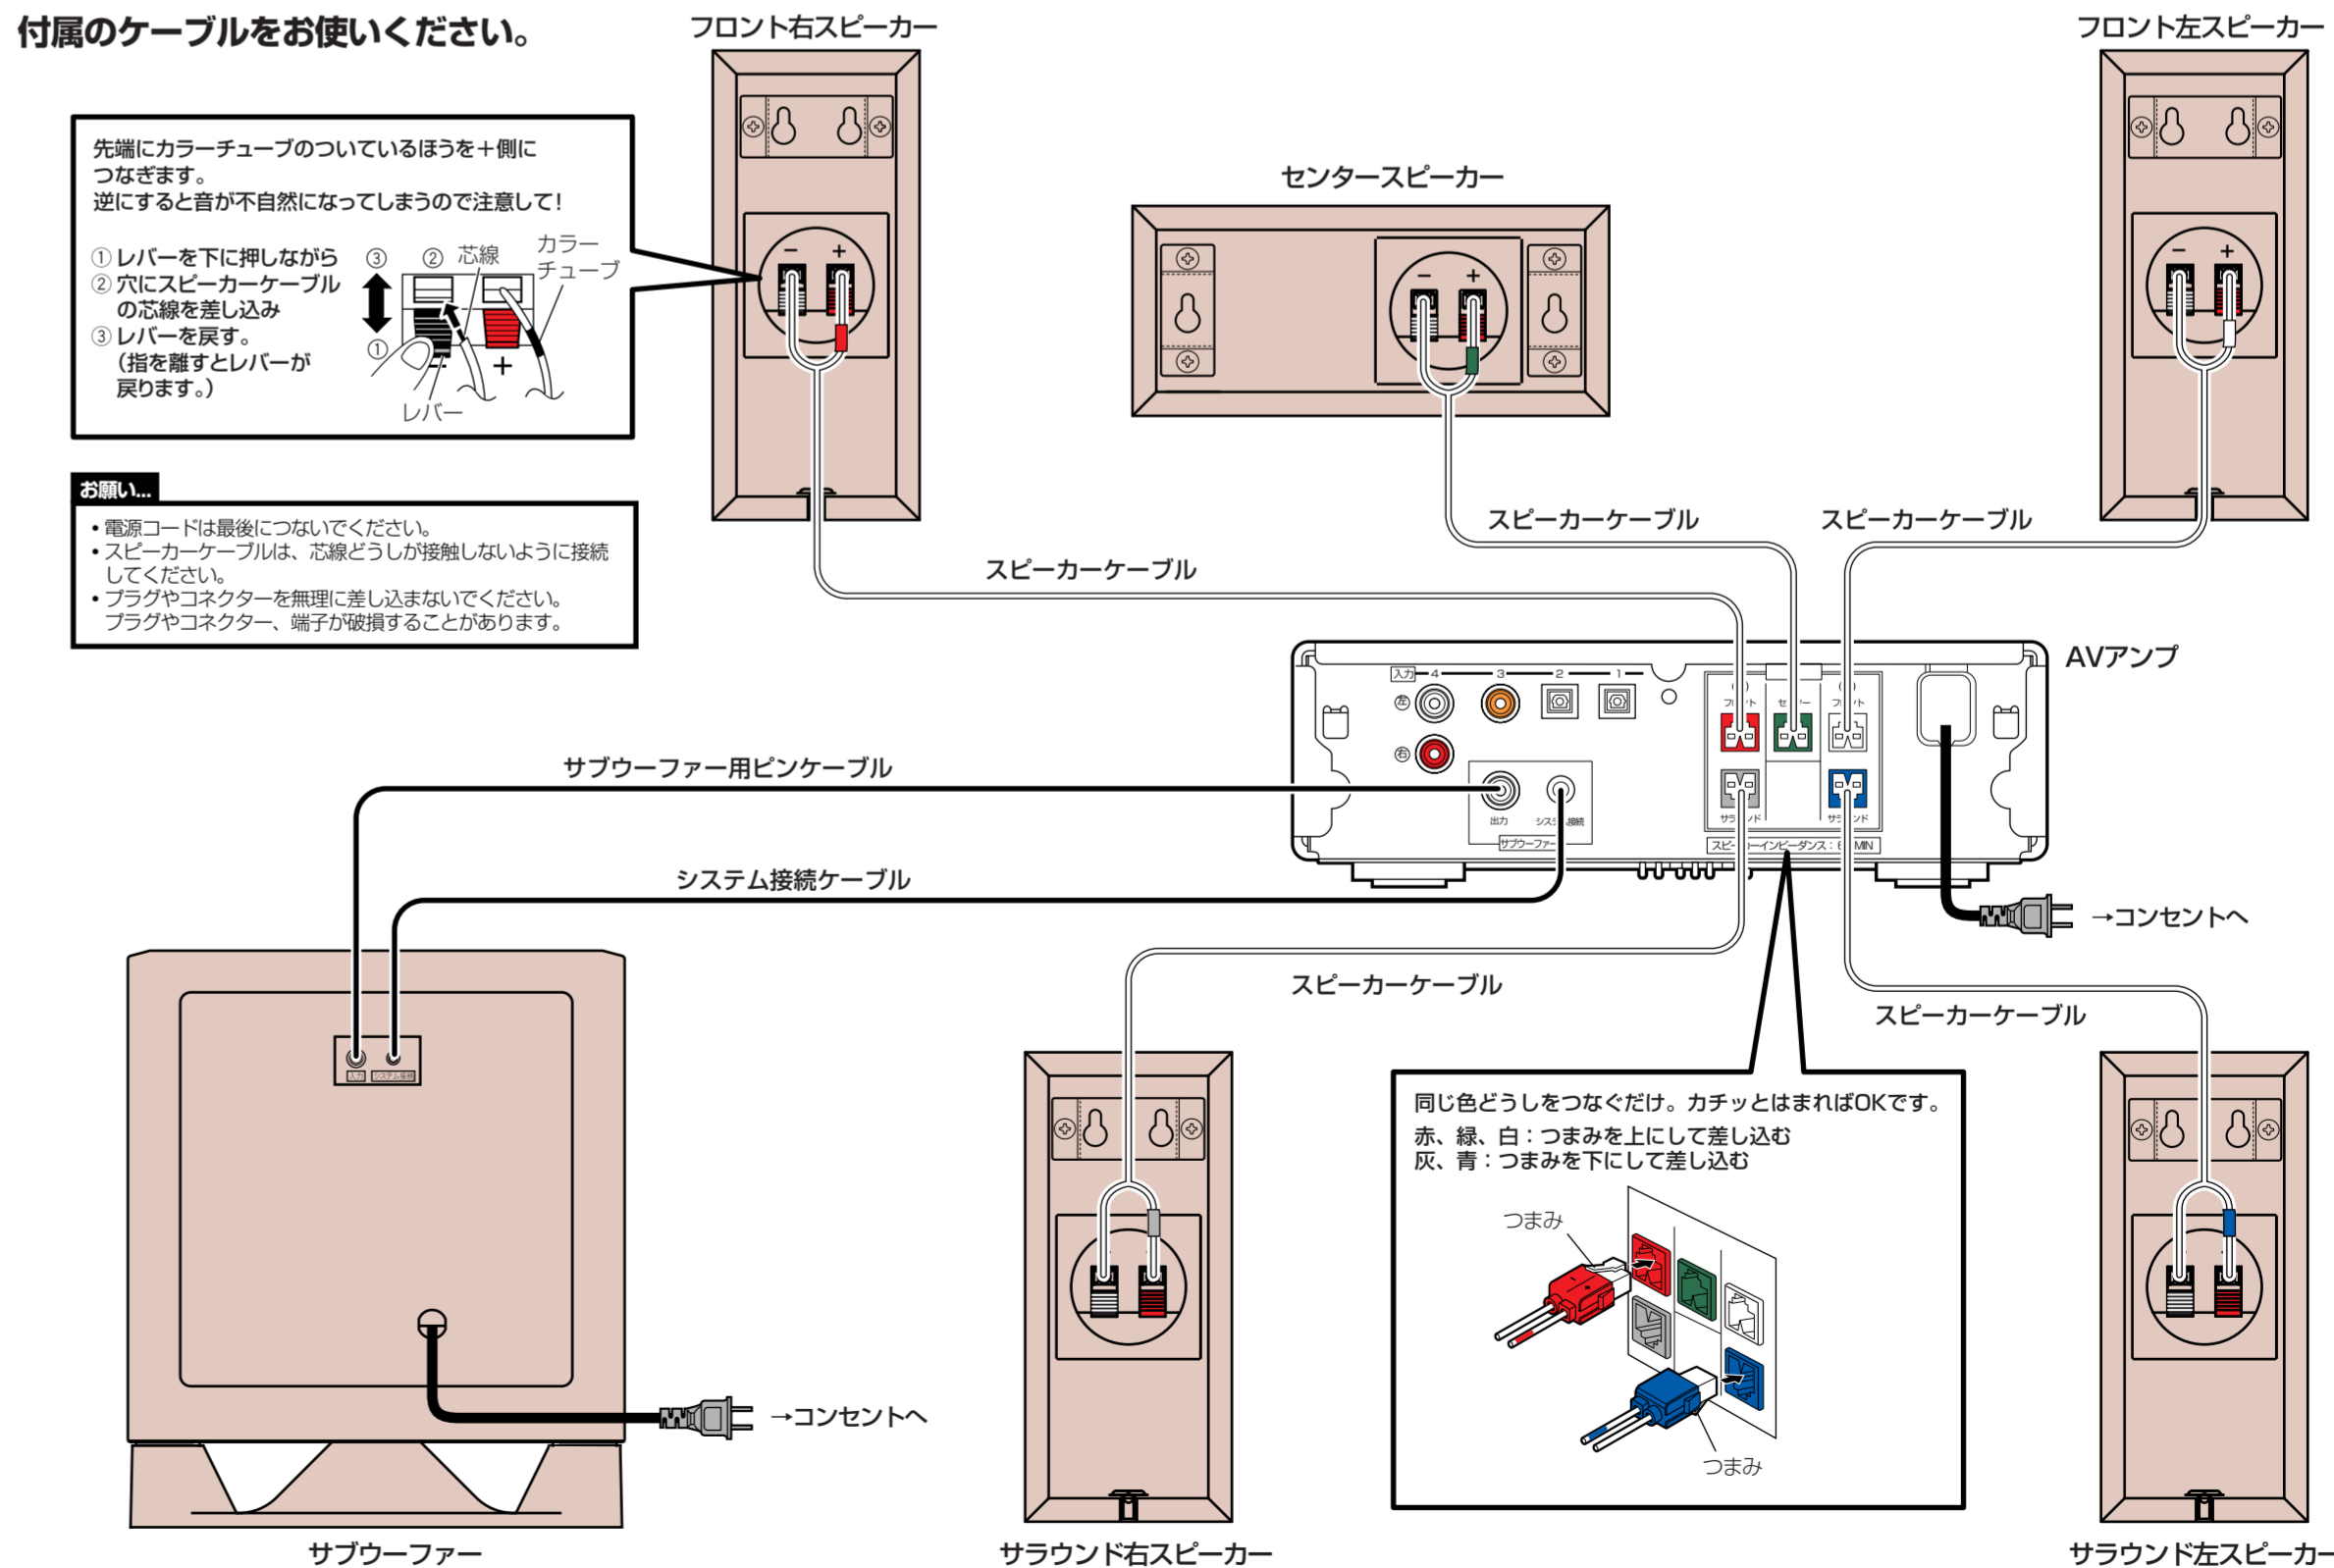 付属のケーブルをお使いください。
フロント右スピーカー
フロント左スピーカー
センタースピーカー
先端にカラーチューブのついているほうを＋側に
つなぎます。
逆にすると音が不自然になってしまうので注意して！
① レバーを下に押しながら
② 穴にスピーカーケーブル
の芯線を差し込み
③ レバーを戻す。
（指を離すとレバーが
戻ります。）
③
②
芯線
カラー
チューブ
①
−
+
レバー
− +
− +
− +
お願い...
• 電源コードは最後につないでください。
• スピーカーケーブルは、芯線どうしが接触しないように接続
してください。
• プラグやコネクターを無理に差し込まないでください。
プラグやコネクター、端子が破損することがあります。
スピーカーケーブル
スピーカーケーブル
スピーカーケーブル
AVアンプ
入力 4 3 2 1
左
右
出力
システム接続
サブウーファー
サブウーファー用ピンケーブル
システム接続ケーブル
→コンセントへ
スピーカーケーブル
スピーカーケーブル
入力
システム接続
同じ色どうしをつなぐだけ。カチッとはまればOKです。
赤、緑、白：つまみを上にして差し込む
灰、青：つまみを下にして差し込む
つまみ
つまみ
→コンセントへ
サブウーファー
サラウンド右スピーカー
サラウンド左スピーカー